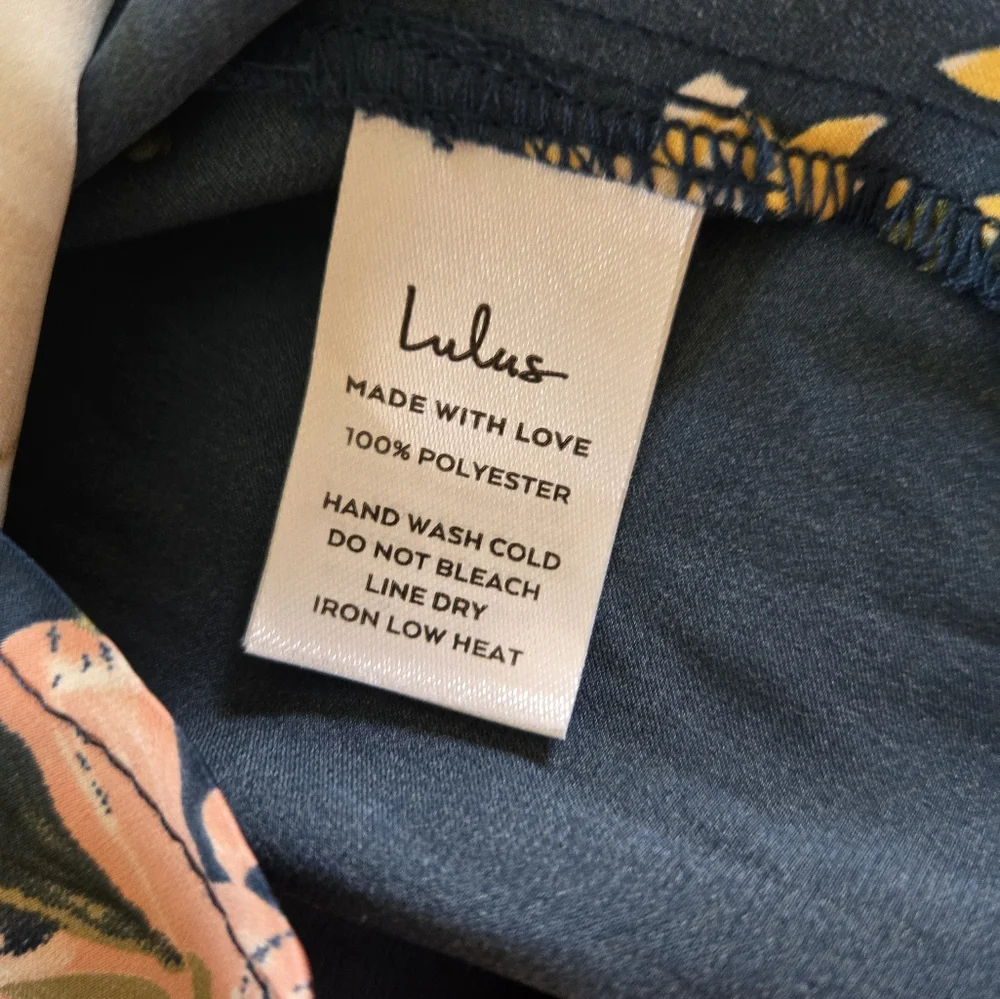 Lulus
MADE WITH LOVE
100% POLYESTER
HAND WASH COLD
DO NOT BLEACH
LINE DRY
IRON LOW HEAT